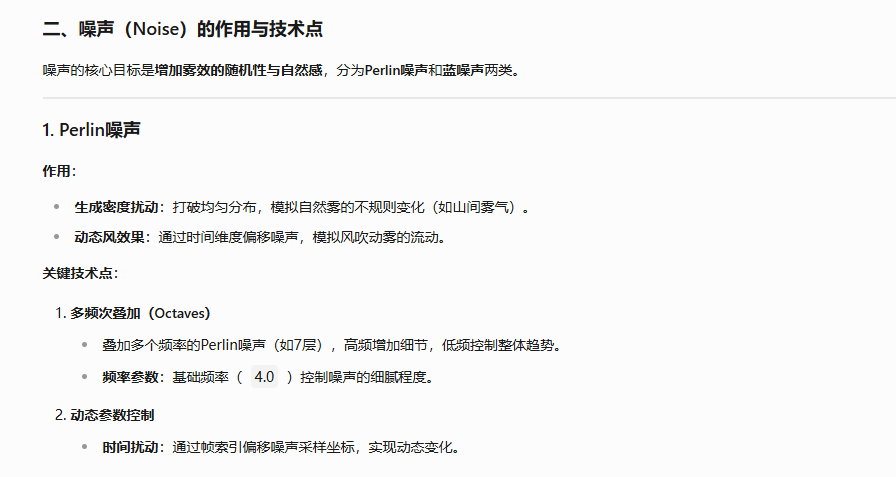 二、噪声（Noise）的作用与技术点
噪声的核心目标是增加雾效的随机性与自然感，分为Perlin噪声和蓝噪声两类。
1. Perlin噪声
作用：
生成密度扰动：打破均匀分布，模拟自然雾的不规则变化（如山间雾气）。
动态风效果：通过时间维度偏移噪声，模拟风吹动雾的流动。
关键技术点：
1. 多频次叠加（Octaves）
叠加多个频率的Perlin噪声（如7层），高频增加细节，低频控制整体趋势。
频率参数：基础频率（ 4.0 ）控制噪声的细腻程度。
2. 动态参数控制
时间扰动：通过帧索引偏移噪声采样坐标，实现动态变化。